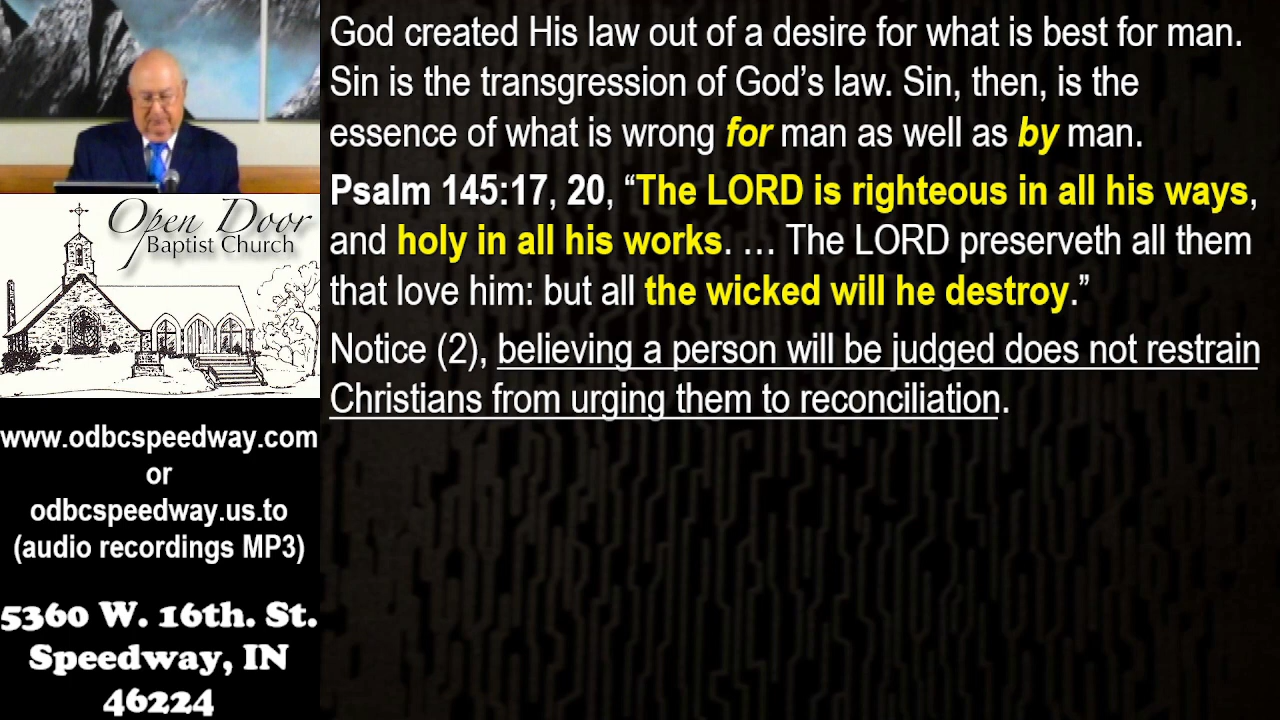 God created His law out of a desire for what is best for man.
Sin is the transgression of God’s law. Sin, then, is the
essence of what is wrong for man as well as by man.
Psalm 145:17, 20, “The LORD is righteous in all his ways,
and holy in all his works. … The LORD preserveth all them
that love him: but all the wicked will he destroy.”
Notice (2), believing a person will be judged does not restrain
Christians from urging them to reconciliation.
Open Door
Baptist Church
www.odbcspeedway.com
or
odbcspeedway.us.to
(audio recordings MP3)
5360 W. 16th. St.
Speedway, IN
46224